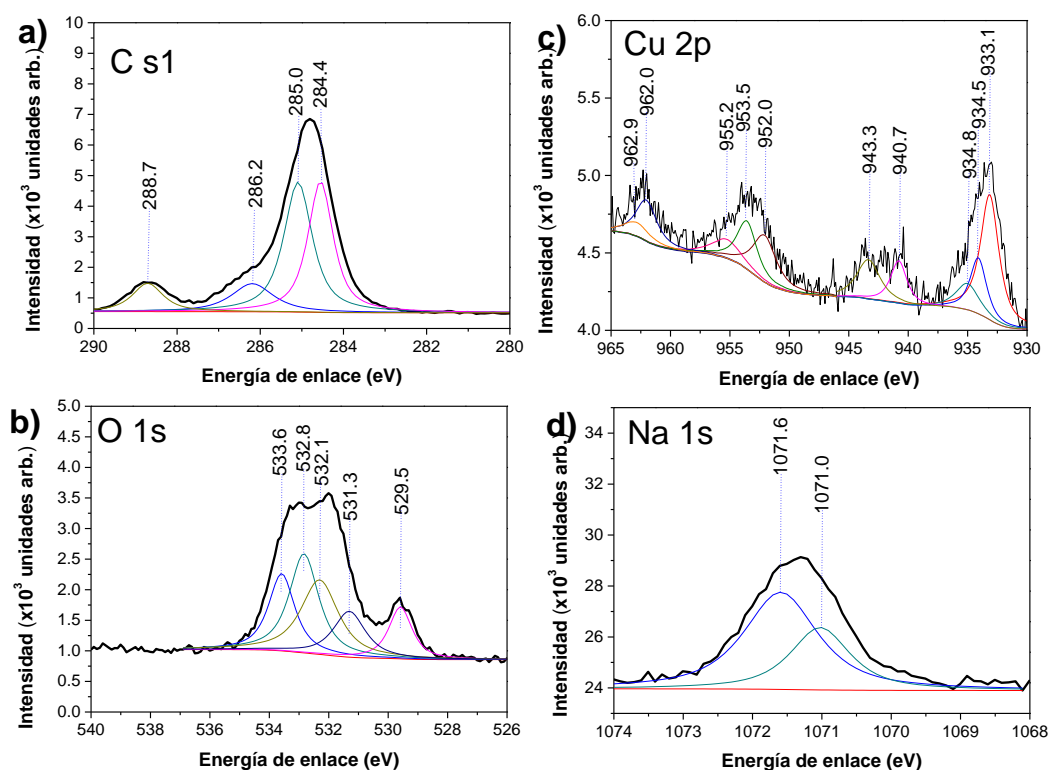 a)
C s1
288.7
286.2
285.0
284.4
Intensidad (x10³ unidades arb.)
10
9
8
7
6
5
4
3
2
1
0
290 288 286 284 282 280
Energía de enlace (eV)
c)
Cu 2p
962.9
962.0
955.2
953.5
952.0
943.3
940.7
934.8
934.5
933.1
Intensidad (x10³ unidades arb.)
6.0
5.5
5.0
4.5
4.0
965 960 955 950 945 940 935 930
Energía de enlace (eV)
b)
O 1s
533.6
532.8
532.1
531.3
529.5
Intensidad (x10³ unidades arb.)
5.0
4.5
4.0
3.5
3.0
2.5
2.0
1.5
1.0
0.5
0.0
540 538 536 534 532 530 528 526
Energía de enlace (eV)
d)
Na 1s
1071.6
1071.0
Intensidad (x10³ unidades arb.)
34
32
30
28
26
24
1074 1073 1072 1071 1070 1069 1068
Energía de enlace (eV)